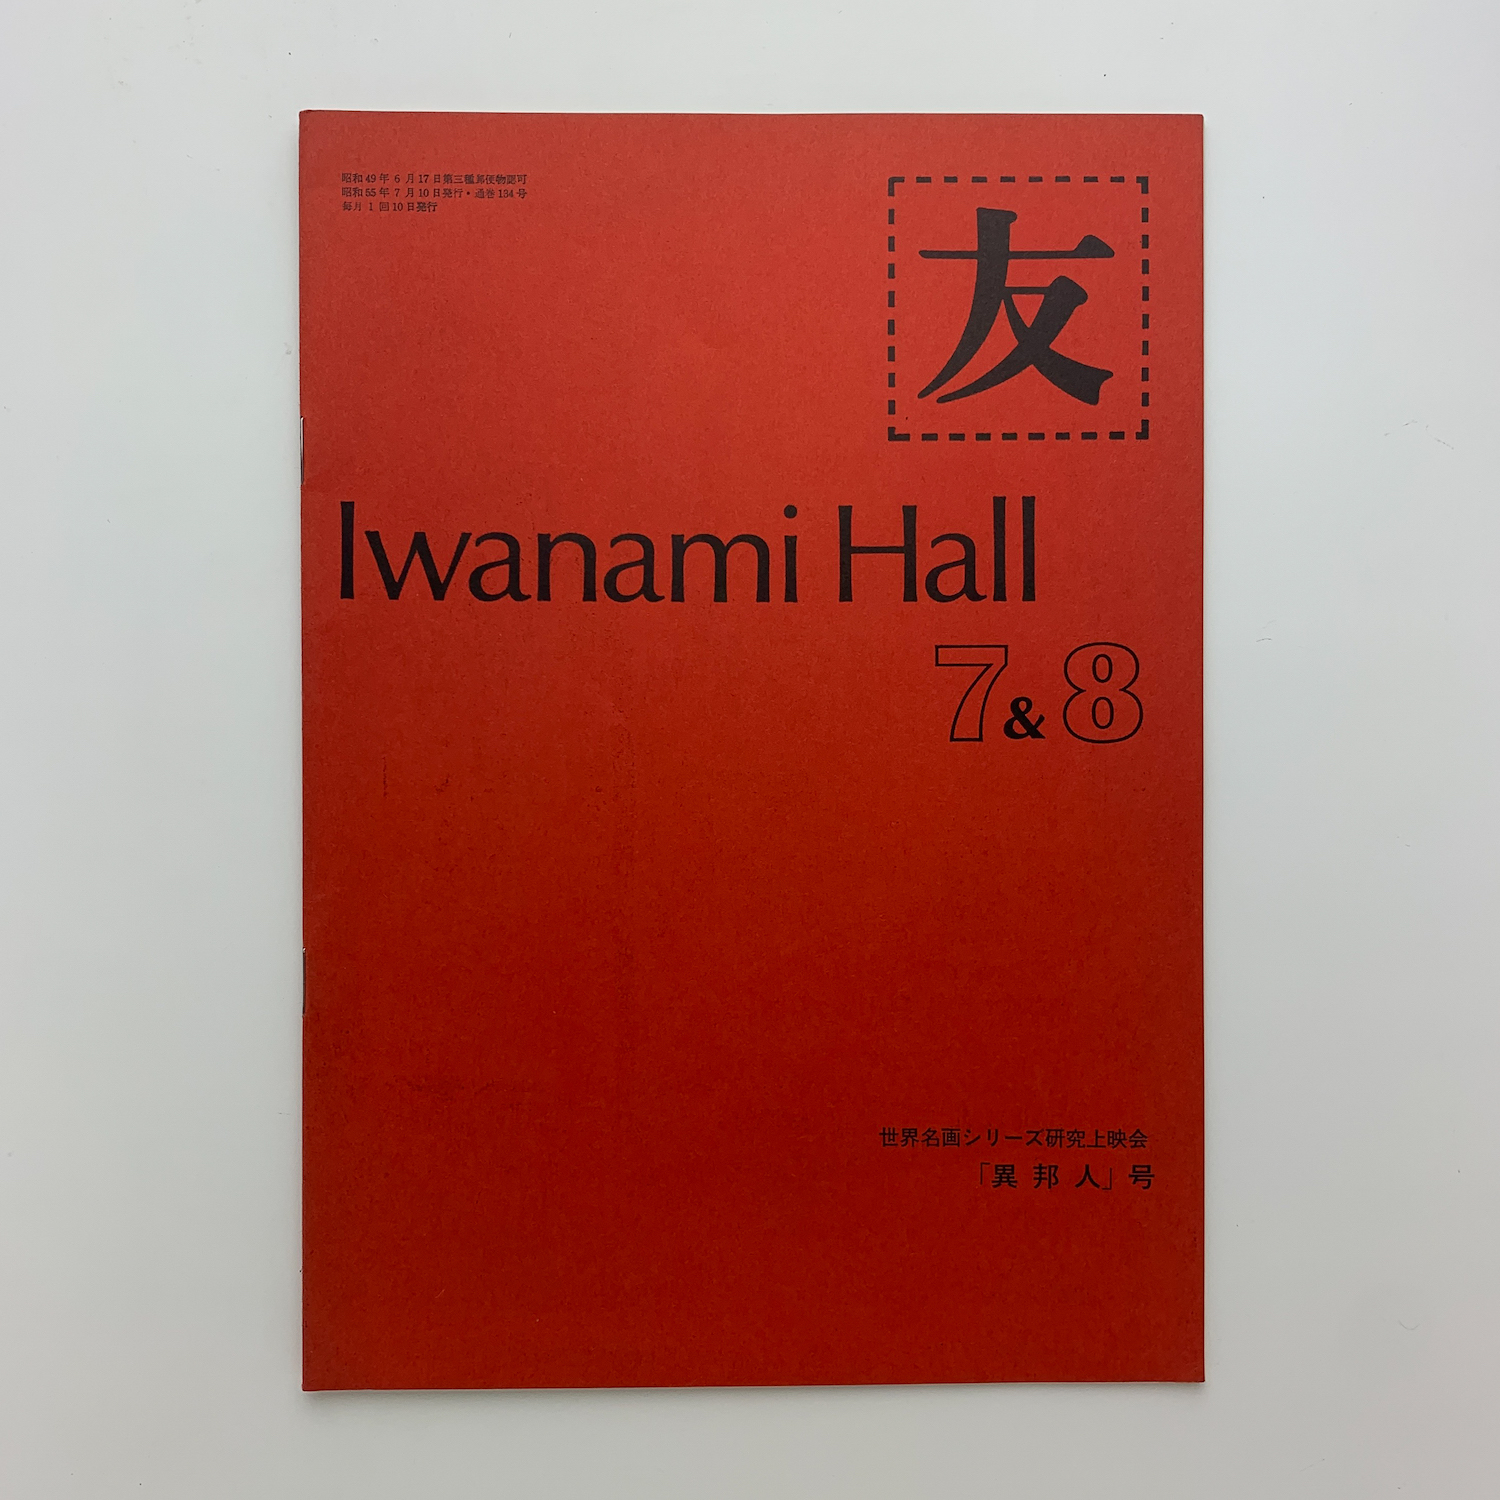 昭和49年6月17日第三種郵便物認可
昭和55年7月10日発行・通巻134号
毎月1回10日発行
友
Iwanami Hall
7&8
世界名画シリーズ研究上映会
「異邦人」号